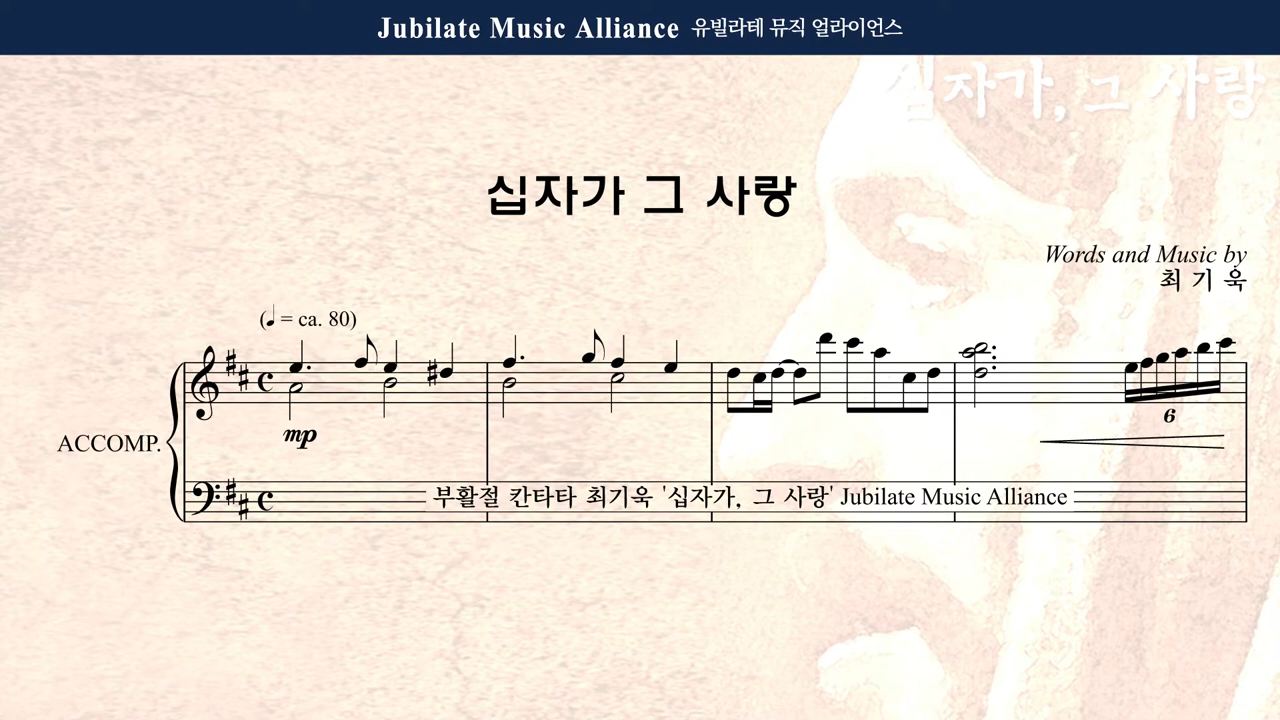 Jubilate Music Alliance 유빌라테 뮤직 얼라이언스
십자가, 그 사랑
십자가 그 사랑
Words and Music by
최 기 욱
(♩ = ca. 80)
mp
6
ACCOMP.
부활절 칸타타 최기욱 '십자가, 그 사랑' Jubilate Music Alliance